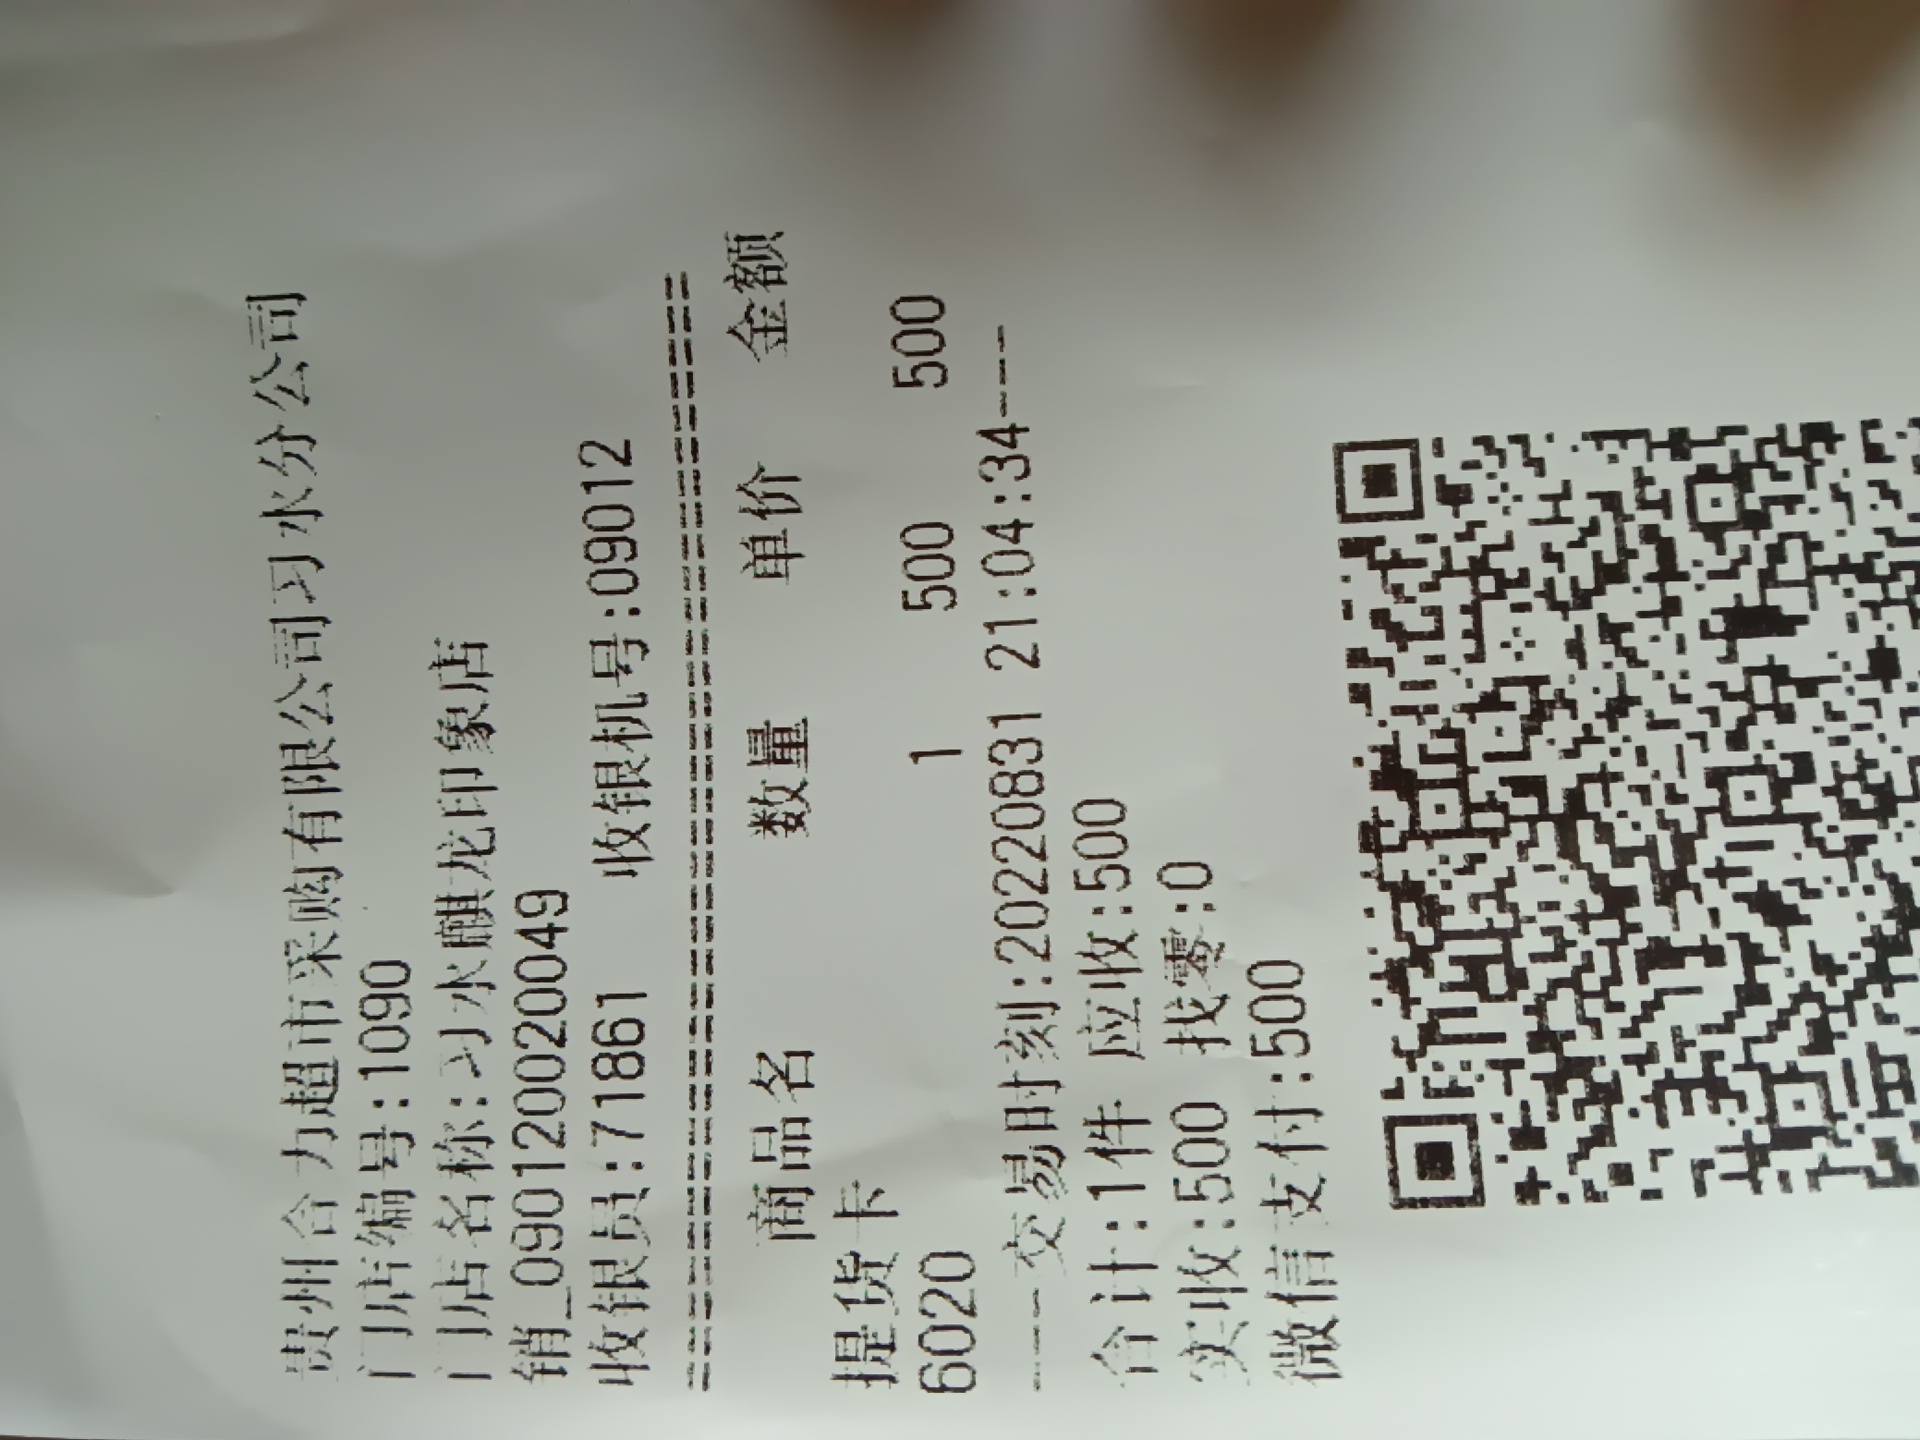 贵州合力超市采购有限公司习水分公司
门店编号:1090
门店名称:习水麒龙印象店
销_090120020049
收银员:71861 收银机号:09012
================================
商品名 数量 单价 金额
提货卡
6020 1 500 500
---- 交易时刻:20220831 21:04:34----
合计:1件 应收:500
实收:500 找零:0
微信支付:500